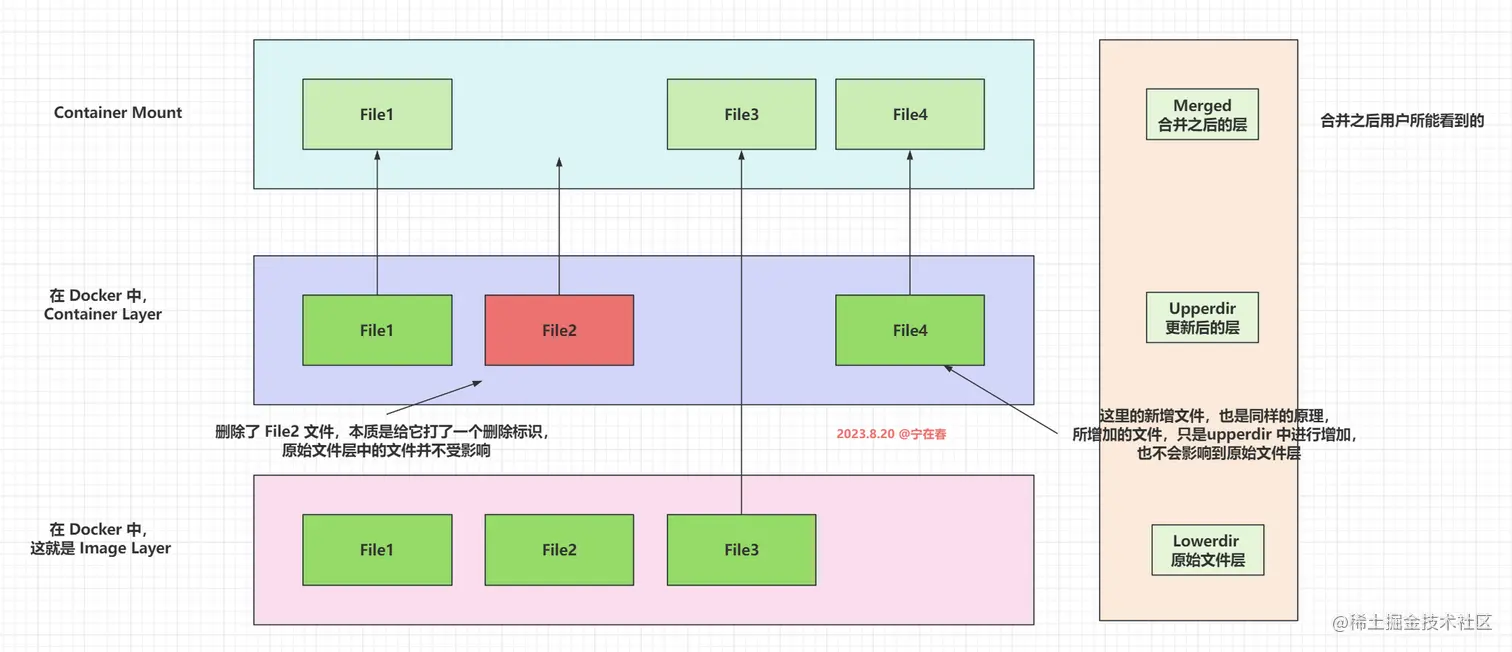 Container Mount
File1
File3
File4
Merged
合并之后的层
合并之后用户所能看到的
在 Docker 中，
Container Layer
File1
File2
File4
Upperdir
更新后的层
删除了 File2 文件，本质是给它打了一个删除标识，
原始文件层中的文件并不受影响
2023.8.20 @宁在春
这里的新增文件，也是同样的原理，
所增加的文件，只是upperdir 中进行增加，
也不会影响到原始文件层
在 Docker 中，
这就是 Image Layer
File1
File2
File3
Lowerdir
原始文件层
@稀土掘金技术社区